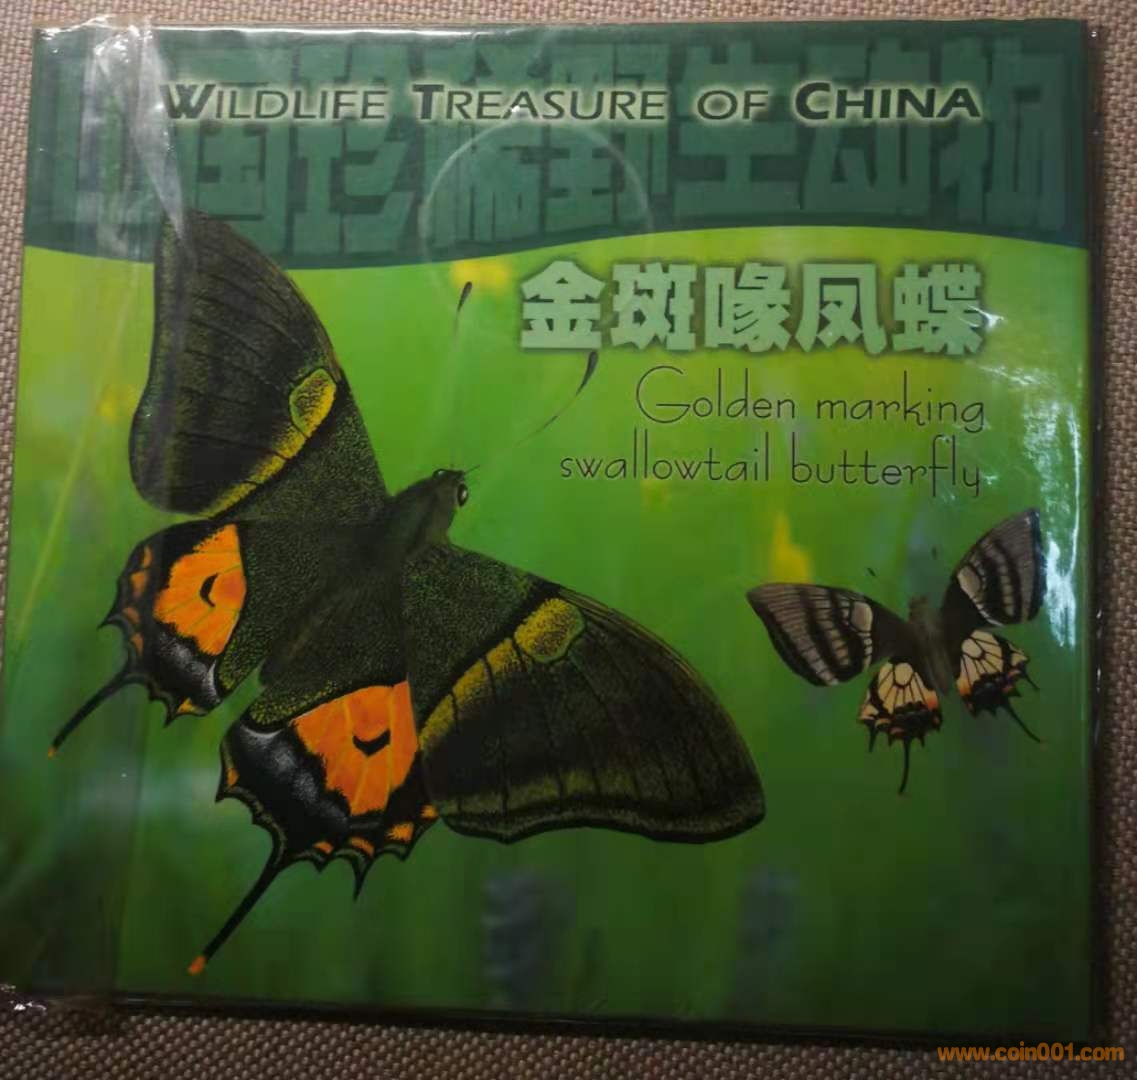 中国珍稀野生动物
WILDLIFE TREASURE OF CHINA
金斑喙凤蝶
Golden marking
swallowtail butterfly
www.coin001.com